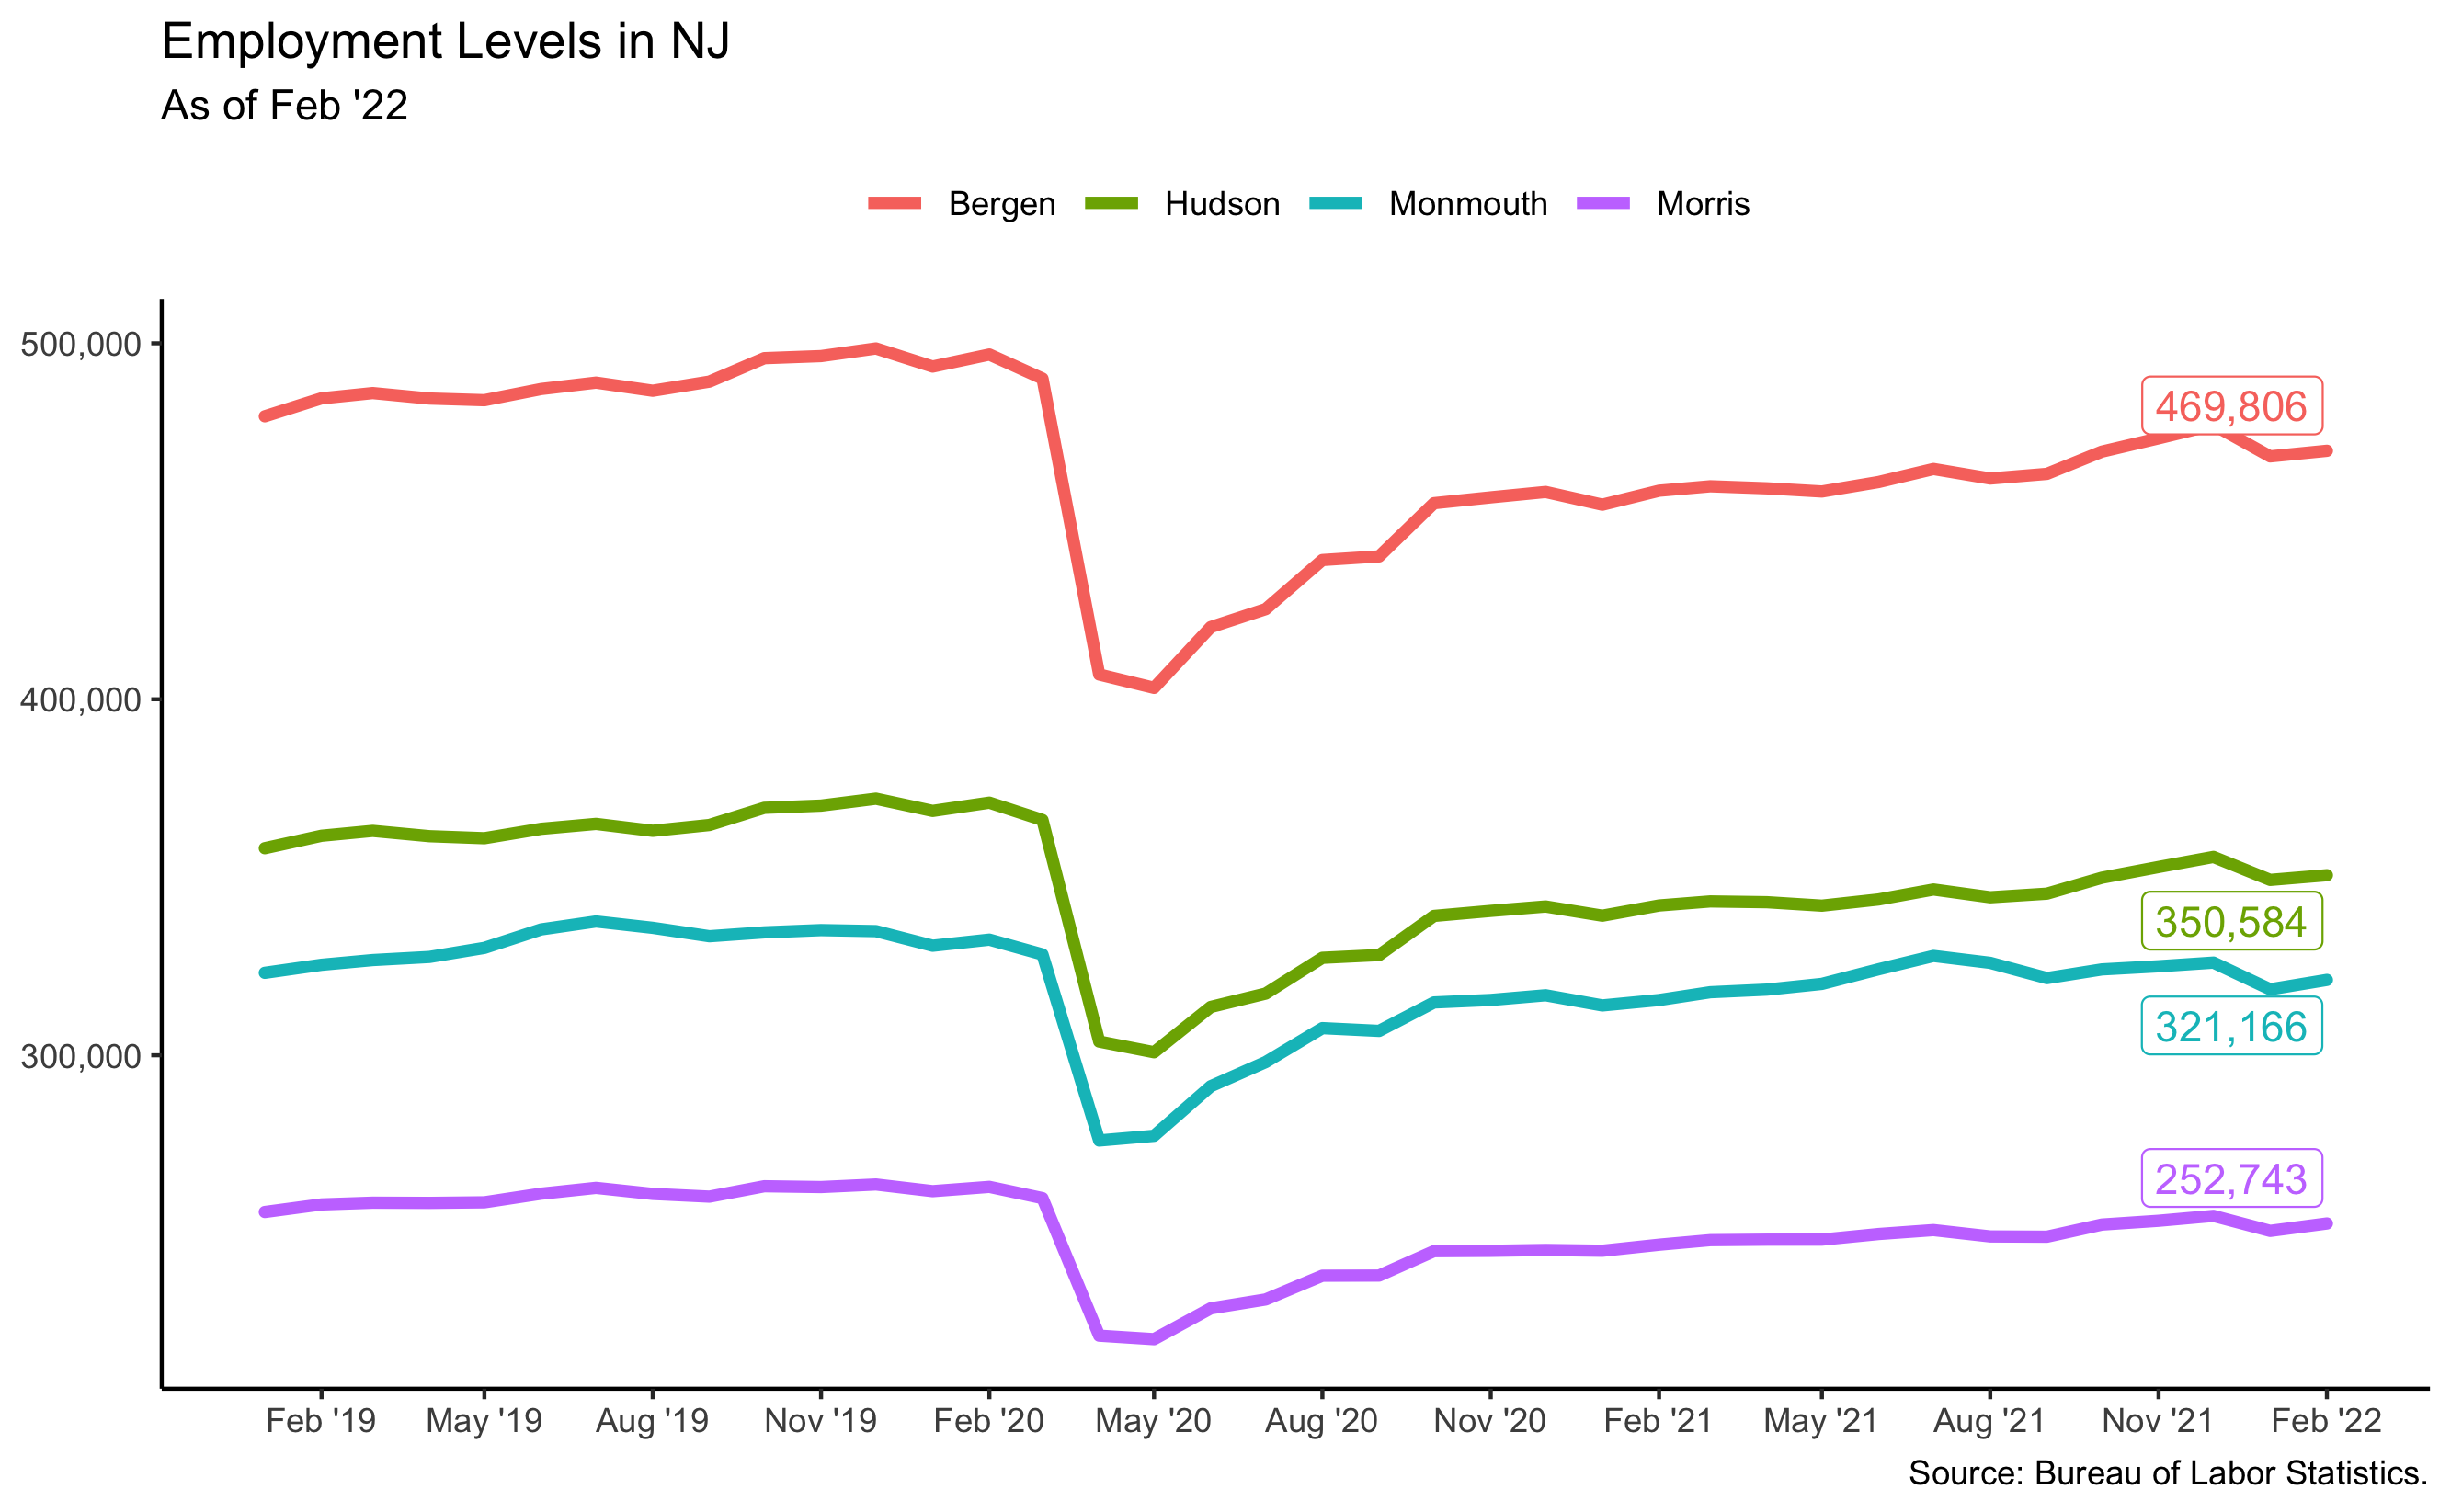 Employment Levels in NJ
As of Feb '22
Bergen Hudson Monmouth Morris
500,000
400,000
300,000
469,806
350,584
321,166
252,743
Feb '19 May '19 Aug '19 Nov '19 Feb '20 May '20 Aug '20 Nov '20 Feb '21 May '21 Aug '21 Nov '21 Feb '22
Source: Bureau of Labor Statistics.